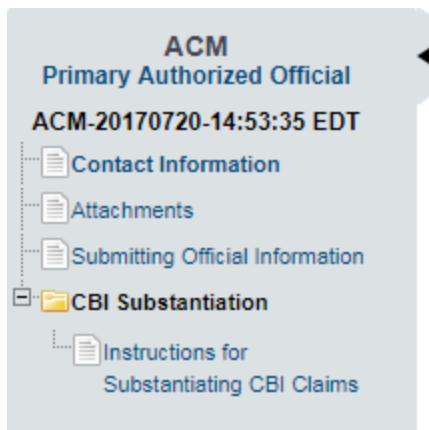 ACM
Primary Authorized Official
ACM-20170720-14:53:35 EDT
Contact Information
Attachments
Submitting Official Information
CBI Substantiation
Instructions for
Substantiating CBI Claims